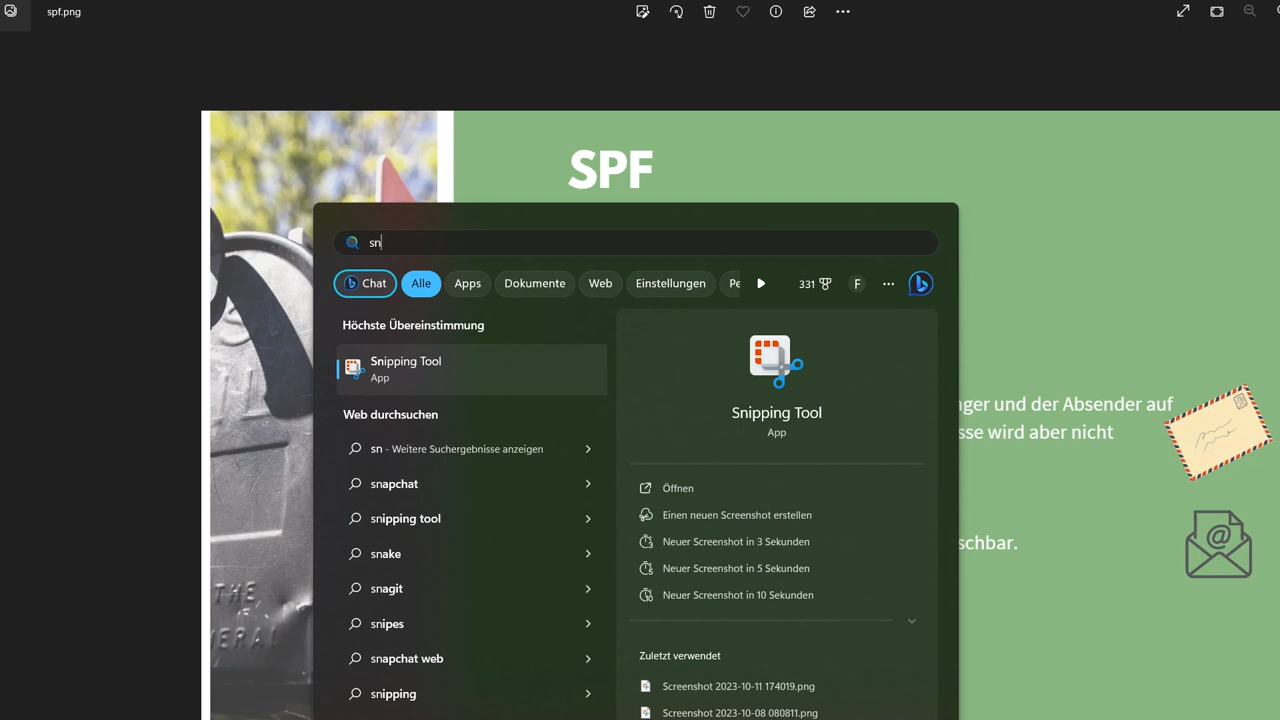 spf.png
SPF
sn
Chat
Alle
Apps
Dokumente
Web
Einstellungen
Pe
331
F
Höchste Übereinstimmung
Snipping Tool
App
Web durchsuchen
sn - Weitere Suchergebnisse anzeigen
snapchat
snipping tool
snake
snagit
snipes
snapchat web
snipping
Snipping Tool
App
Öffnen
Einen neuen Screenshot erstellen
Neuer Screenshot in 3 Sekunden
Neuer Screenshot in 5 Sekunden
Neuer Screenshot in 10 Sekunden
Zuletzt verwendet
Screenshot 2023-10-11 174019.png
Screenshot 2023-10-08 080811.png
nger und der Absender auf
sse wird aber nicht
schbar.
THE
NERAL